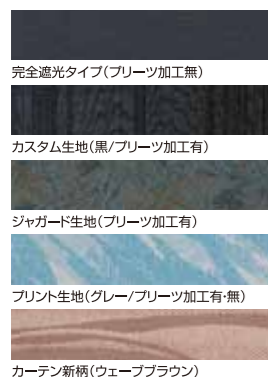 完全遮光タイプ(プリーツ加工無)
カスタム生地(黒/プリーツ加工有)
ジャガード生地(プリーツ加工有)
プリント生地(グレー/プリーツ加工有・無)
カーテン新柄(ウェーブブラウン)